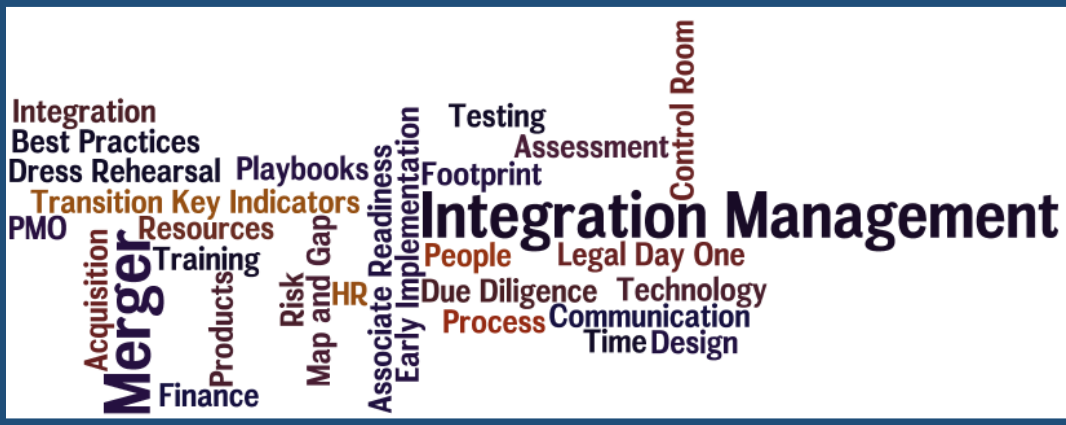 Control Room
Integration
Testing
Best Practices
Assessment
Dress Rehearsal
Playbooks
Footprint
Transition Key Indicators
Associate Readiness
Early Implementation
Integration Management
PMO
Resources
People
Legal Day One
Acquisition
Merger
Training
Products
Risk
Map and Gap
HR
Due Diligence
Technology
Process
Communication
Time
Design
Finance